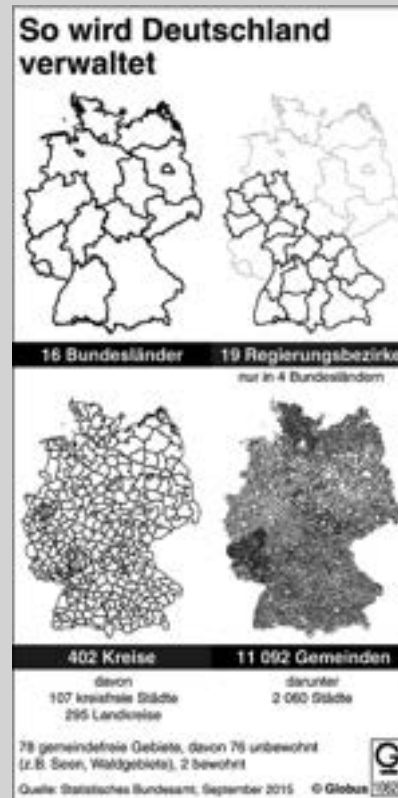 So wird Deutschland
verwaltet
16 Bundesländer
19 Regierungsbezirke
nur in 4 Bundesländern
402 Kreise
davon
107 kreisfreie Städte
295 Landkreise
11 092 Gemeinden
darunter
2 060 Städte
78 gemeindefreie Gebiete, davon 76 unbewohnt
(z.B. Seen, Waldgebiete), 2 bewohnt
Quelle: Statistisches Bundesamt, September 2015 © Globus
G